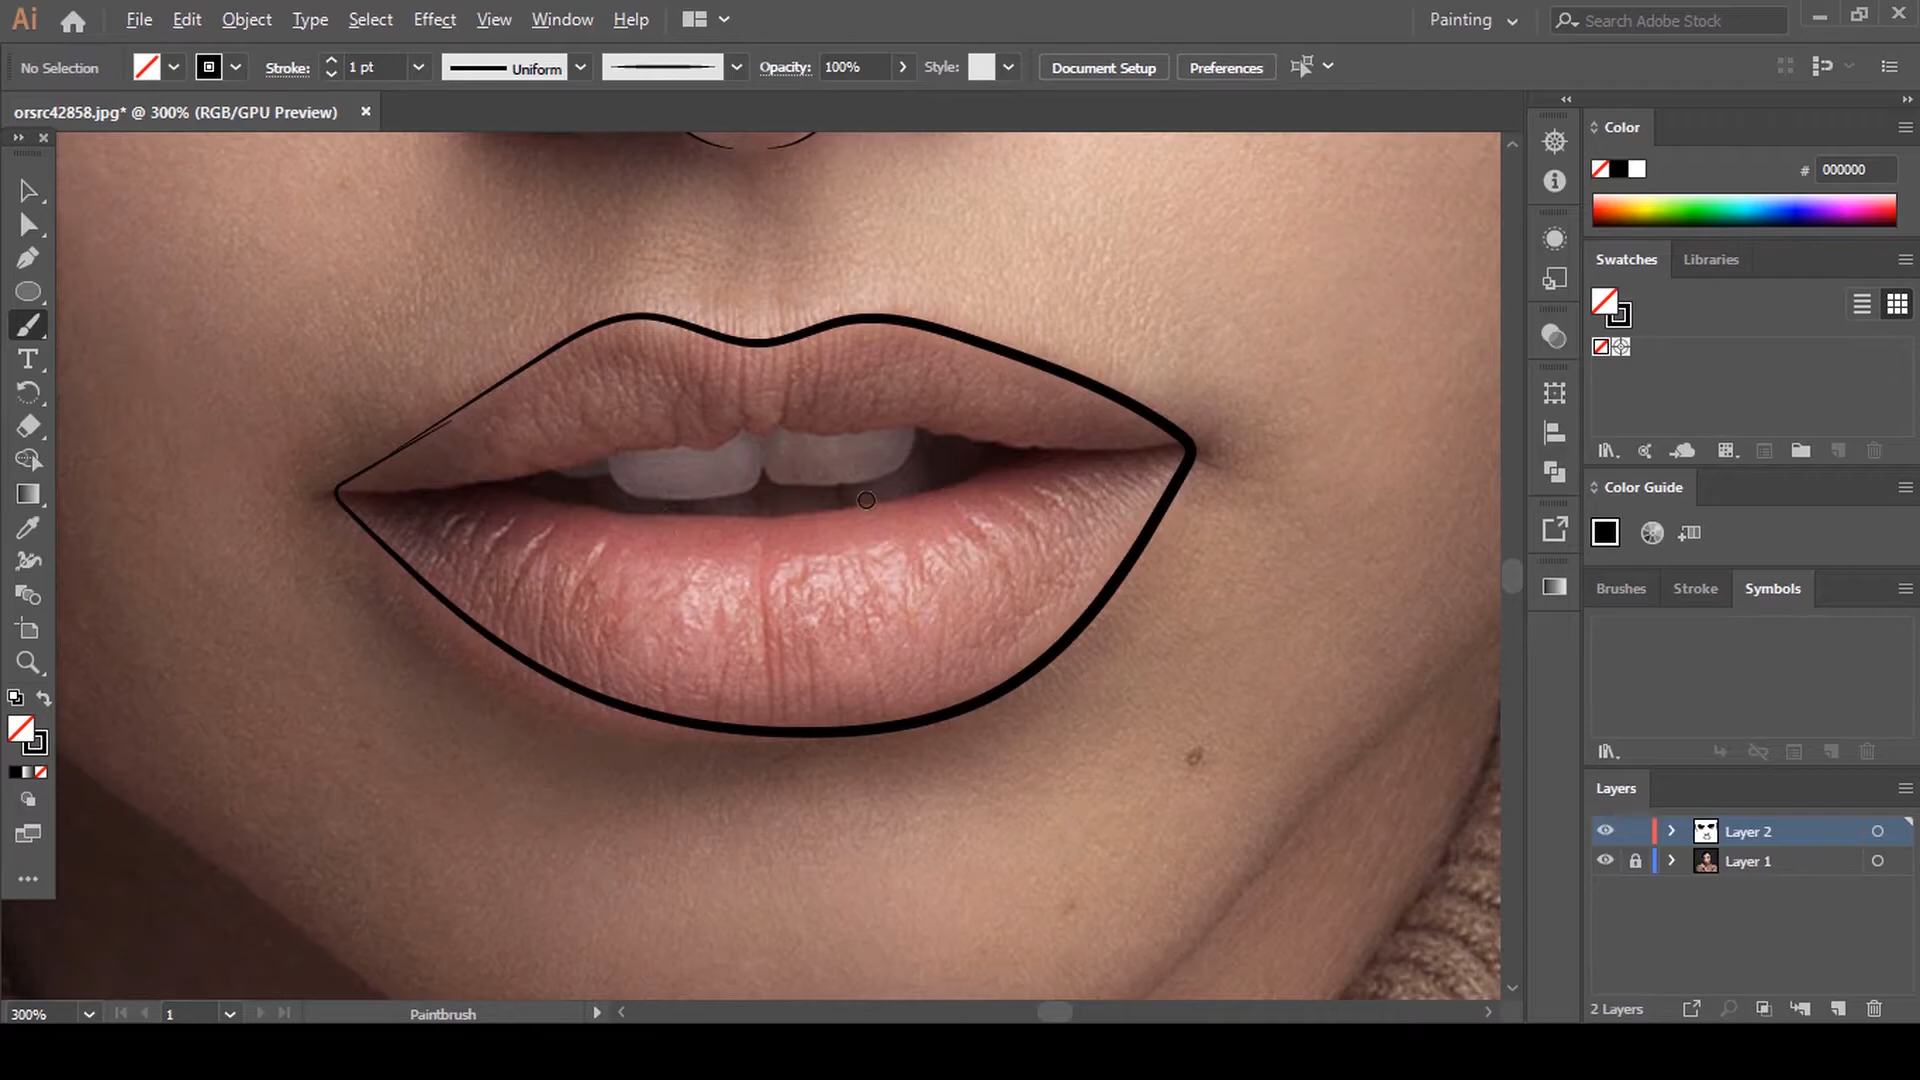 Ai File Edit Object Type Select Effect View Window Help Painting Search Adobe Stock
No Selection Stroke: 1 pt Uniform Opacity: 100% Style: Document Setup Preferences
orsrc42858.jpg* @ 300% (RGB/GPU Preview)
Color
# 000000
Swatches Libraries
Color Guide
Brushes Stroke Symbols
Layers
Layer 2
Layer 1
2 Layers
300% 1 Paintbrush